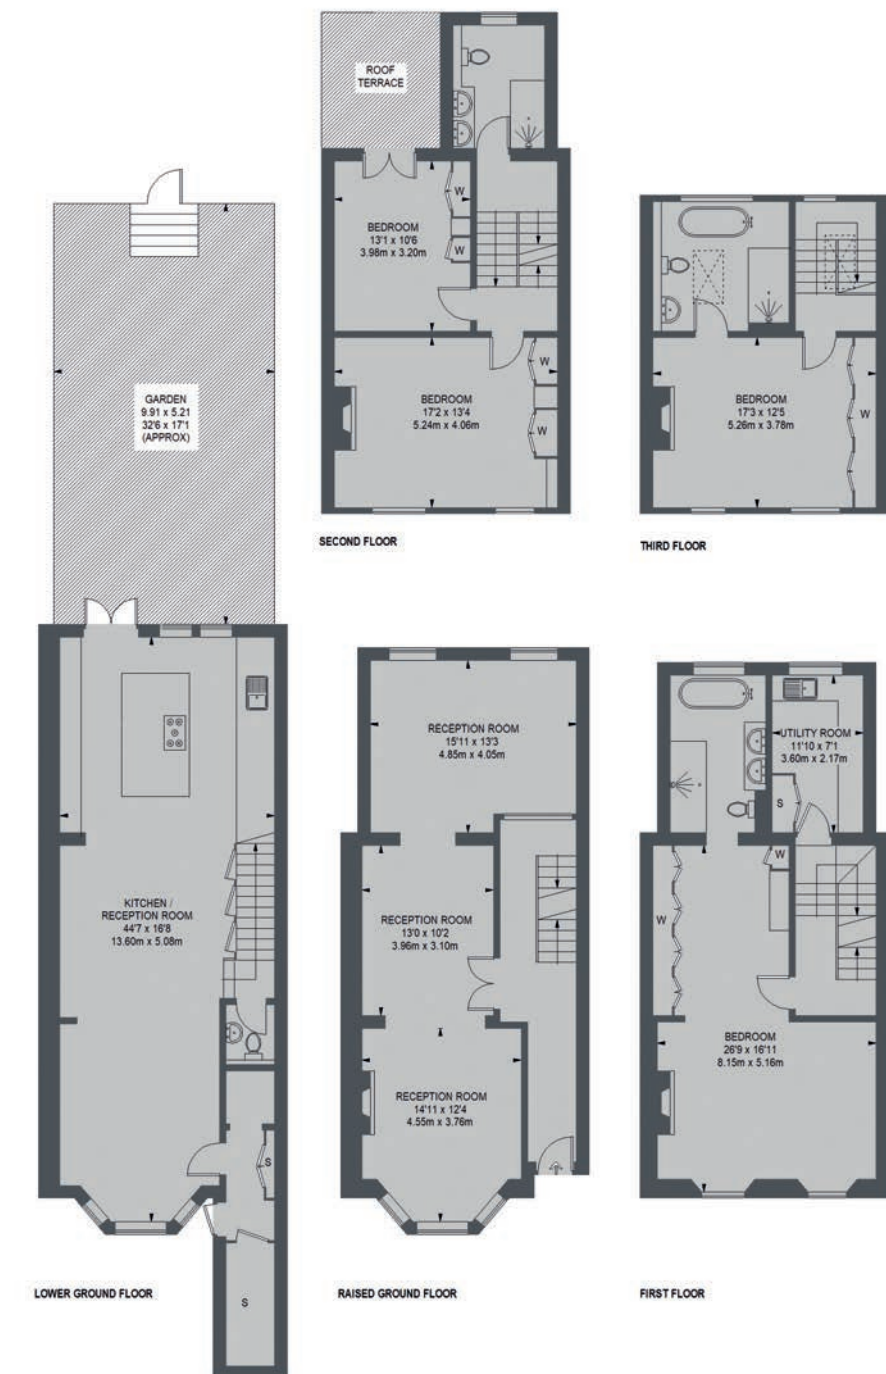 ROOF
TERRACE
W
BEDROOM
13'1 x 10'6
3.98m x 3.20m
W
BEDROOM
17'2 x 13'4
5.24m x 4.06m
W
W
SECOND FLOOR
BEDROOM
17'3 x 12'5
5.26m x 3.78m
W
THIRD FLOOR
GARDEN
9.91 x 5.21
32'6 x 17'1
(APPROX)
KITCHEN /
RECEPTION ROOM
44'7 x 16'8
13.60m x 5.08m
S
S
LOWER GROUND FLOOR
RECEPTION ROOM
15'11 x 13'3
4.85m x 4.05m
RECEPTION ROOM
13'0 x 10'2
3.96m x 3.10m
RECEPTION ROOM
14'11 x 12'4
4.55m x 3.76m
RAISED GROUND FLOOR
UTILITY ROOM
11'10 x 7'1
3.60m x 2.17m
S
W
W
BEDROOM
26'9 x 16'11
8.15m x 5.16m
FIRST FLOOR